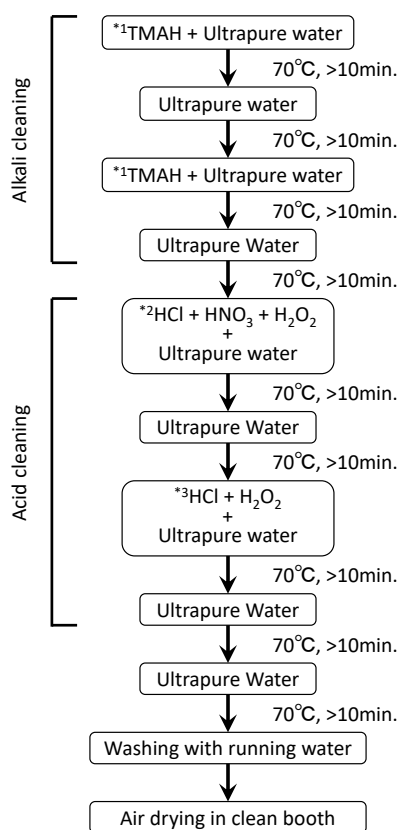 *1TMAH + Ultrapure water
70℃, >10min.
Ultrapure water
70℃, >10min.
*1TMAH + Ultrapure water
70℃, >10min.
Ultrapure Water
70℃, >10min.
Alkali cleaning
*2HCl + HNO3 + H2O2
+
Ultrapure water
70℃, >10min.
Ultrapure Water
70℃, >10min.
*3HCl + H2O2
+
Ultrapure water
70℃, >10min.
Ultrapure Water
Acid cleaning
70℃, >10min.
Ultrapure Water
70℃, >10min.
Washing with running water
Air drying in clean booth